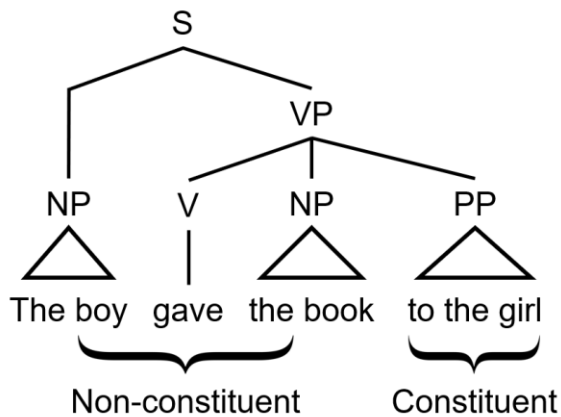 S
VP
NP V NP PP
The boy gave the book to the girl
Non-constituent Constituent